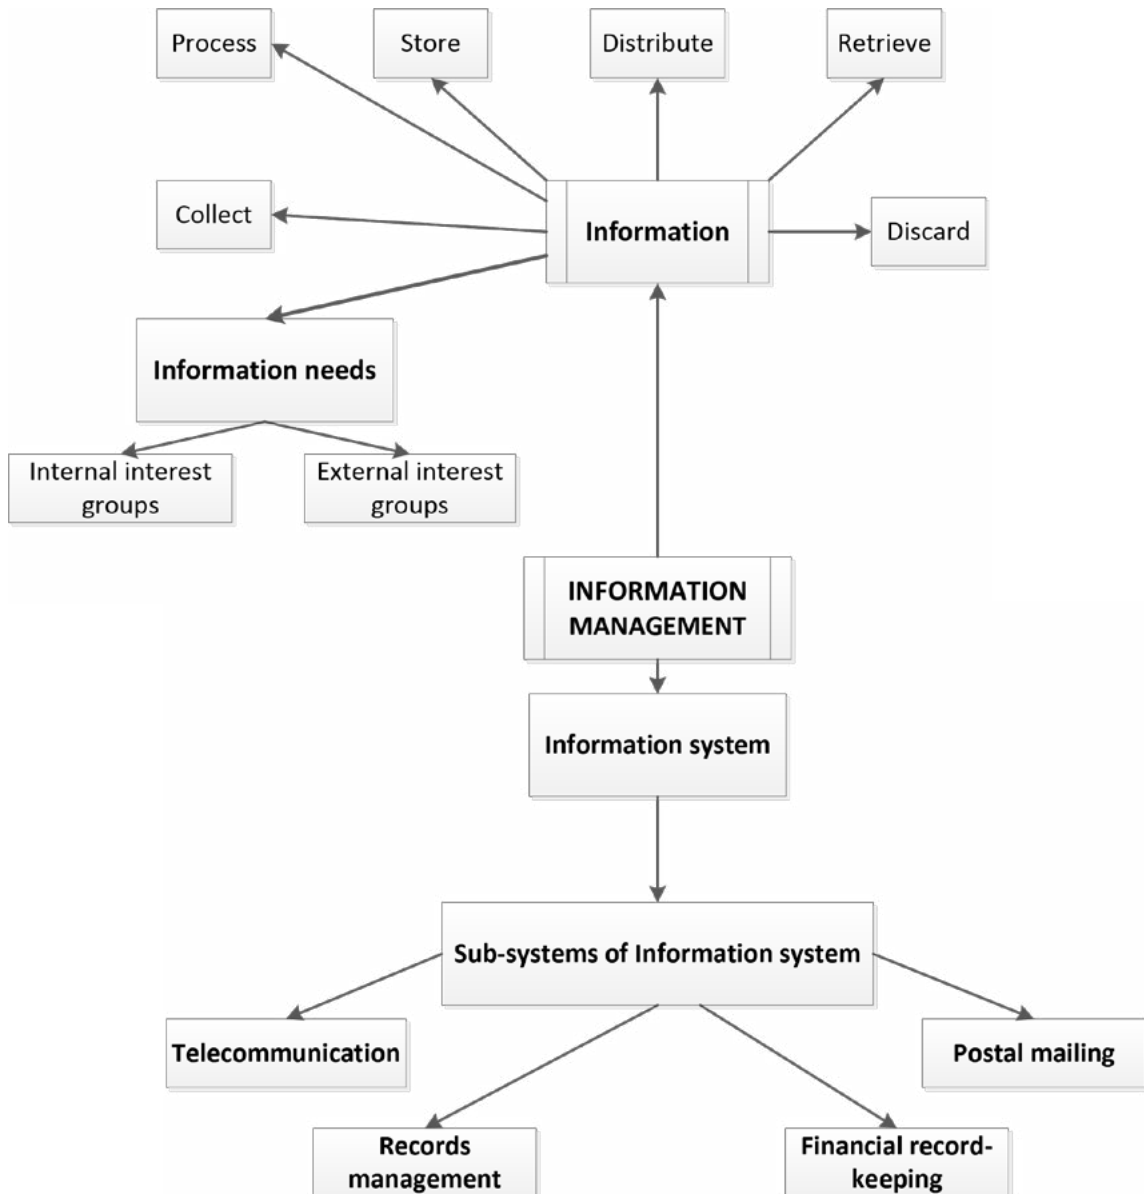 Process
Store
Distribute
Retrieve
Collect
Information
Discard
Information needs
Internal interest
groups
External interest
groups
INFORMATION
MANAGEMENT
Information system
Sub-systems of Information system
Telecommunication
Postal mailing
Records
management
Financial record-
keeping